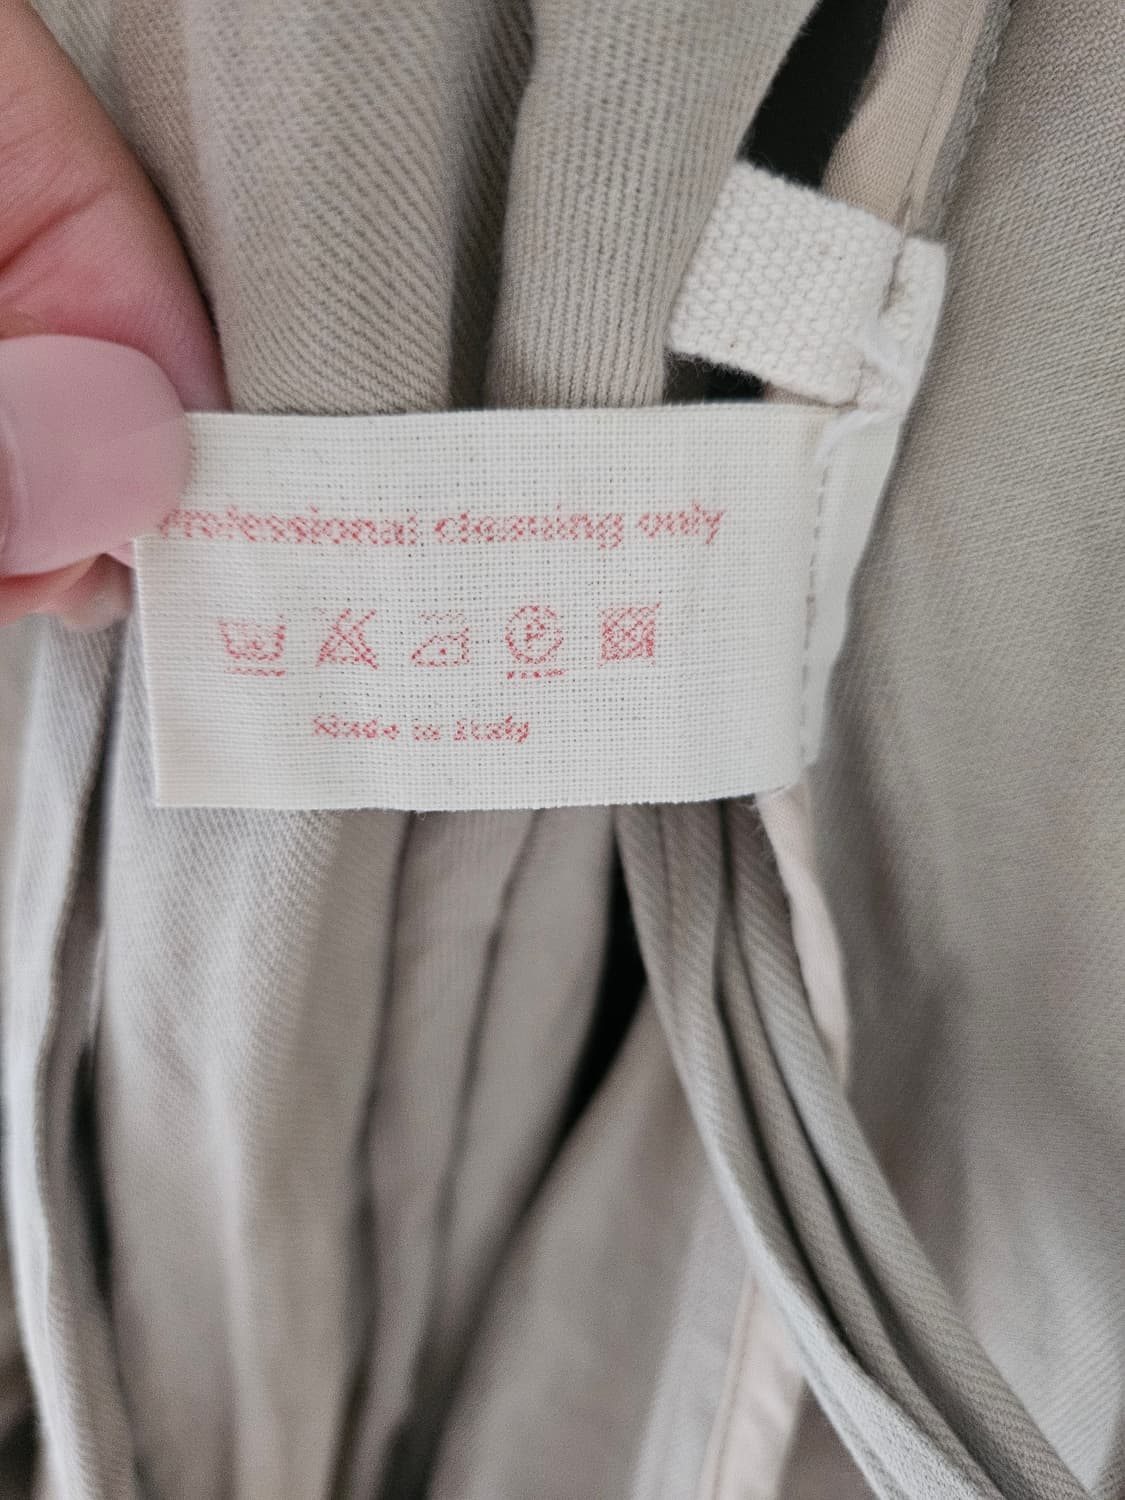 Professional cleaning only
W P
Made in Italy